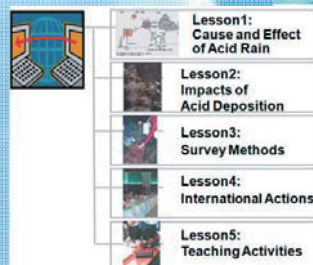 Lesson1:
Cause and Effect
of Acid Rain
Lesson2:
Impacts of
Acid Deposition
Lesson3:
Survey Methods
Lesson4:
International Actions
Lesson5:
Teaching Activities